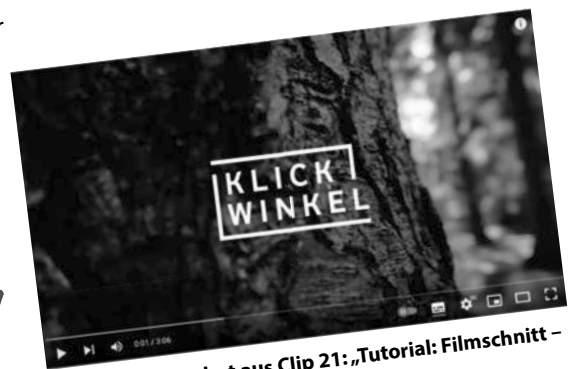 r
KLICK
WINKEL
0:01 / 3:06
aus Clip 21: „Tutorial: Filmschnitt –